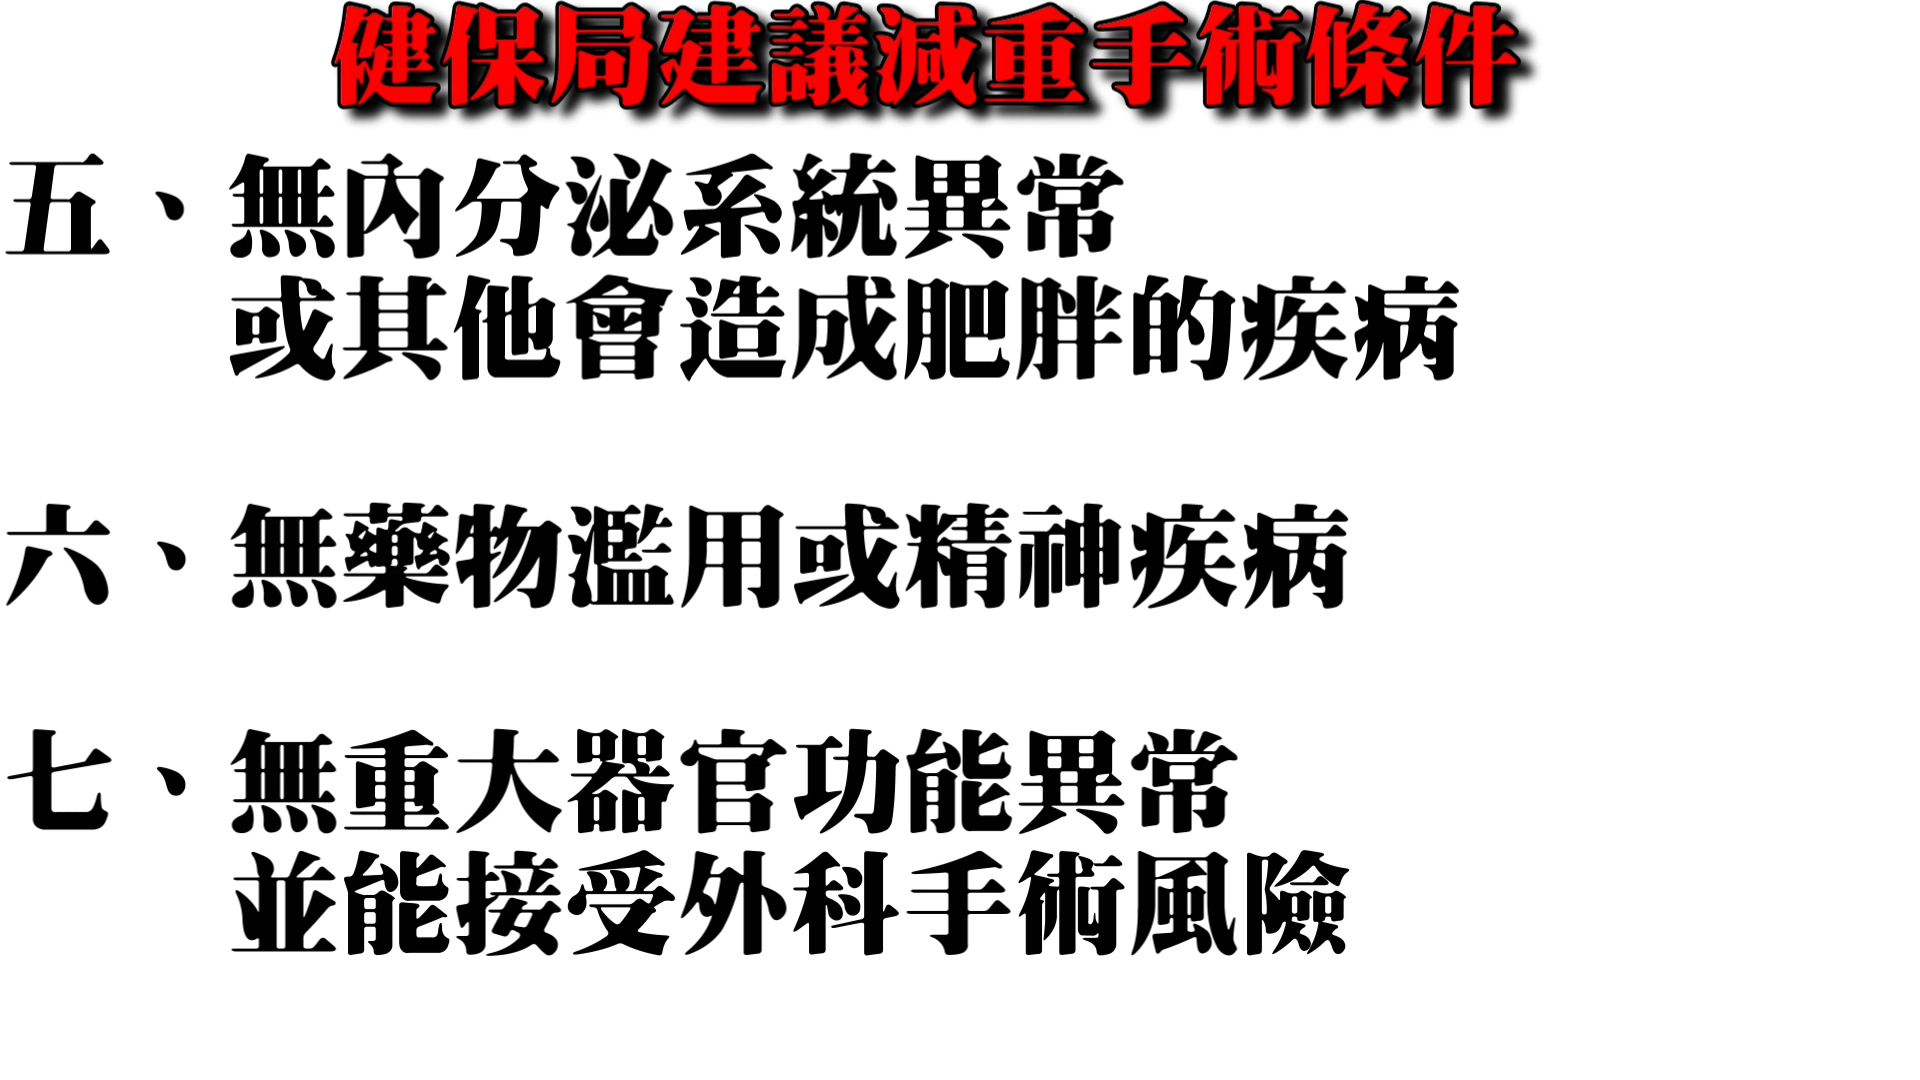 健保局建議減重手術條件
五、無內分泌系統異常
或其他會造成肥胖的疾病
六、無藥物濫用或精神疾病
七、無重大器官功能異常
並能接受外科手術風險